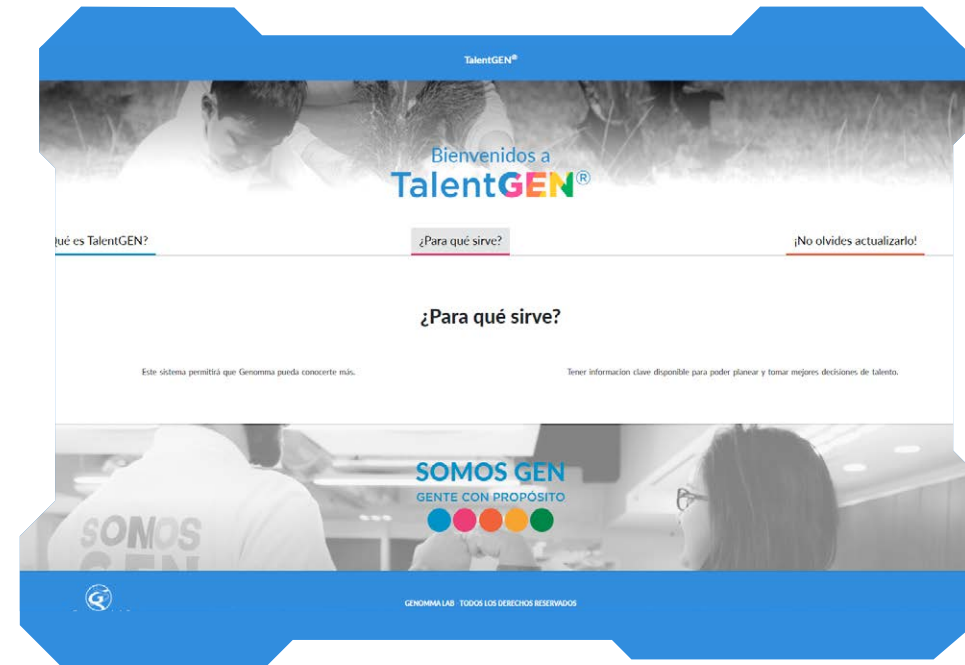 TalentGEN®
Bienvenidos a
TalentGEN®
ué es TalentGEN?
¿Para qué sirve?
¡No olvides actualizarlo!
¿Para qué sirve?
Este sistema permitirá que Genomma pueda conocerte más.
Tener informacion clave disponible para poder planear y tomar mejores decisiones de talento.
SOMOS GEN
GENTE CON PROPÓSITO
SOMOS
GEN
GENOMMA LAB · TODOS LOS DERECHOS RESERVADOS